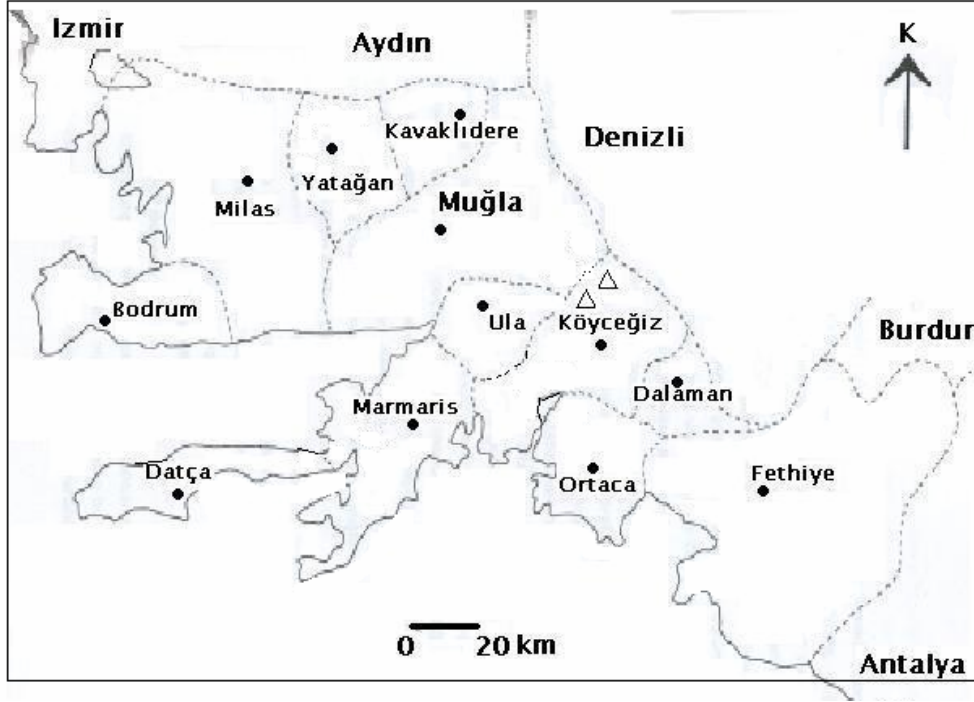 İzmir
Aydın
K
Kavaklıdere
Denizli
Yatağan
Milas
Muğla
Bodrum
Ula
Köyceğiz
Burdur
Dalaman
Marmaris
Datça
Ortaca
Fethiye
0 20 km
Antalya